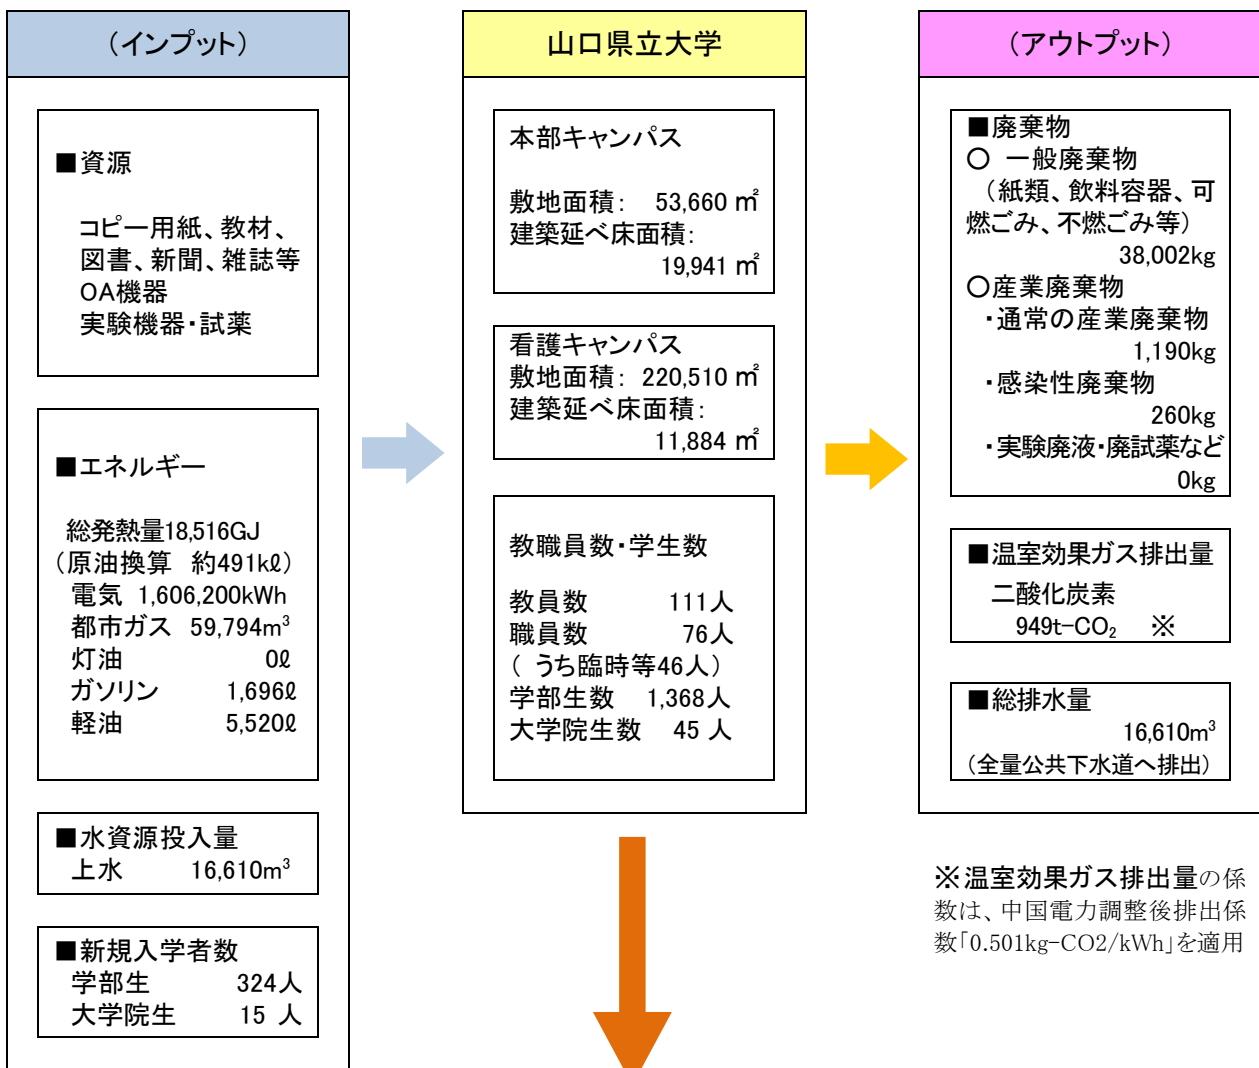 （インプット）
■資源
コピー用紙、教材、
図書、新聞、雑誌等
OA機器
実験機器・試薬
■エネルギー
総発熱量18,516GJ
（原油換算　約491kℓ）
電気 1,606,200kWh
都市ガス 59,794m³
灯油 0ℓ
ガソリン 1,696ℓ
軽油 5,520ℓ
■水資源投入量
上水 16,610m³
■新規入学者数
学部生 324人
大学院生 15 人
山口県立大学
本部キャンパス
敷地面積： 53,660 ㎡
建築延べ床面積：
19,941 ㎡
看護キャンパス
敷地面積： 220,510 ㎡
建築延べ床面積：
11,884 ㎡
教職員数・学生数
教員数 111人
職員数 76人
（ うち臨時等46人）
学部生数 1,368人
大学院生数 45 人
（アウトプット）
■廃棄物
○ 一般廃棄物
（紙類、飲料容器、可
燃ごみ、不燃ごみ等）
38,002kg
○産業廃棄物
・通常の産業廃棄物
1,190kg
・感染性廃棄物
260kg
・実験廃液・廃試薬など
0kg
■温室効果ガス排出量
二酸化炭素
949t-CO₂ ※
■総排水量
16,610m³
（全量公共下水道へ排出）
※温室効果ガス排出量の係
数は、中国電力調整後排出係
数「0.501kg-CO2/kWh」を適用